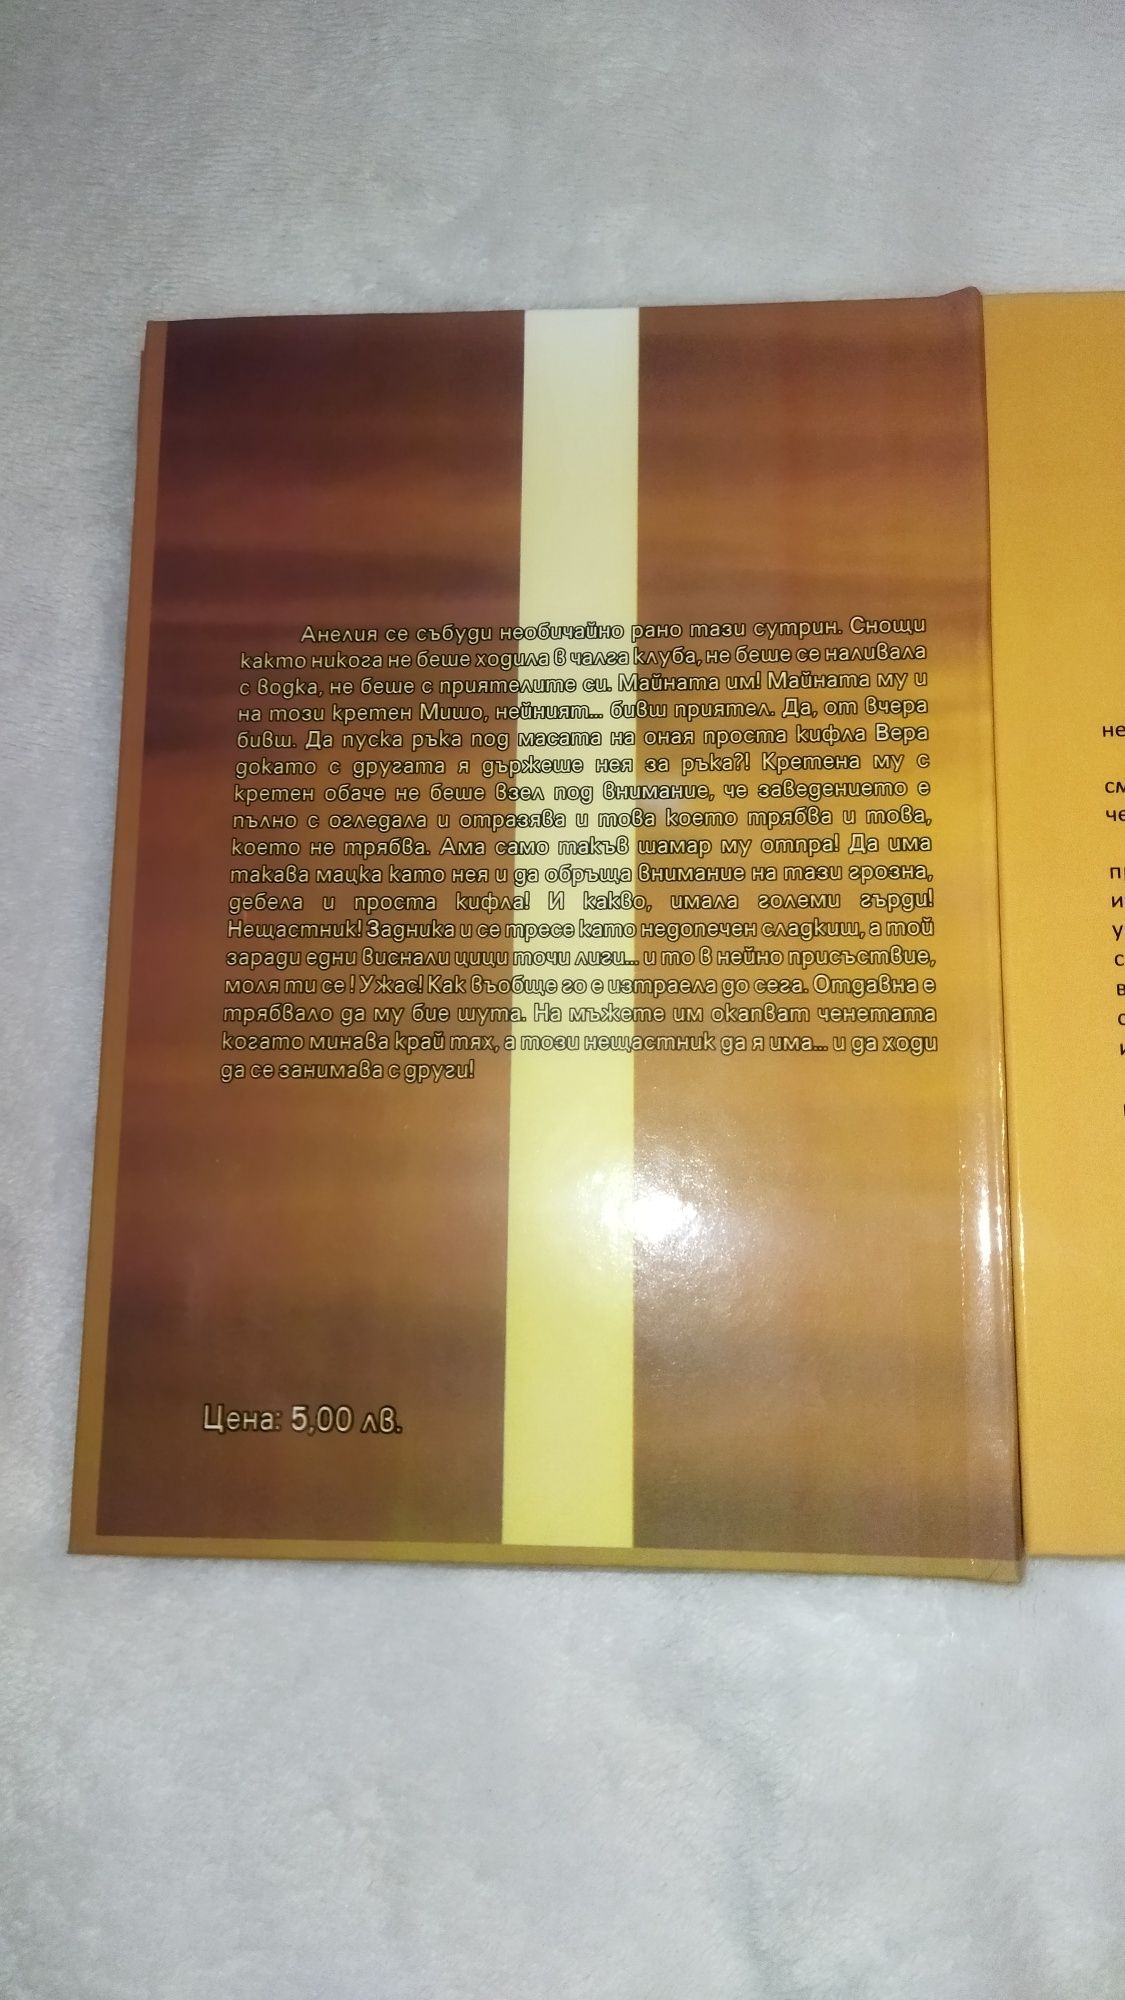 Анелия се събуди необичайно рано тази сутрин. Снощи
както никога не беше ходила в чалга клуба, не беше се наливала
с водка, не беше с приятелите си. Майната им! Майната му и
на този кретен Мишо, нейният... бивш приятел. Да, от вчера
бивш. Да пуска ръка под масата на оная проста кифла Вера
докато с другата я държеше нея за ръка?! Кретена му с
кретен обаче не беше взел под внимание, че заведението е
пълно с огледала и отразява и това което трябва и това,
което не трябва. Ама само такъв шамар му отпра! Да има
такава мацка като нея и да обръща внимание на тази грозна,
дебела и проста кифла! И какво, имала големи гърди!
Нещастник! Задника и се тресе като недопечен сладкиш, а той
заради едни виснали цици точи лиги... и то в нейно присъствие,
моля ти се ! Ужас! Как въобще го е изтраела до сега. Отдавна е
трябвало да му бие шута. На мъжете им окапват ченетата
когато минава край тях, а този нещастник да я има... и да ходи
да се занимава с други!
Цена: 5,00 лв.
не